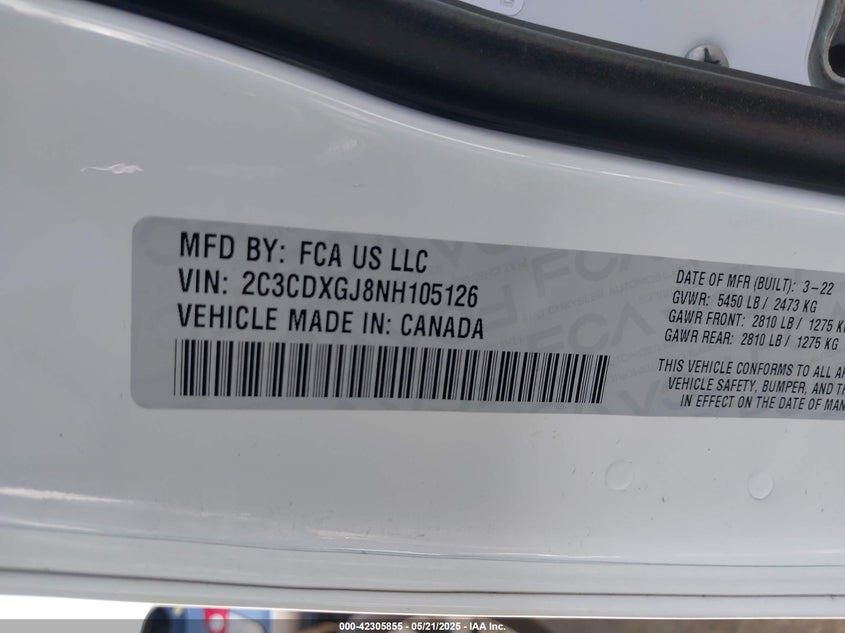 MFD BY: FCA US LLC
VIN: 2C3CDXGJ8NH105126
VEHICLE MADE IN: CANADA
DATE OF MFR (BUILT): 3-22
GVWR: 5450 LB / 2473 KG
GAWR FRONT: 2810 LB / 1275 KG
GAWR REAR: 2810 LB / 1275 KG
THIS VEHICLE CONFORMS TO ALL
VEHICLE SAFETY, BUMPER, AND
IN EFFECT ON THE DATE OF
000-42305855 - 05/21/2025 - IAA Inc.